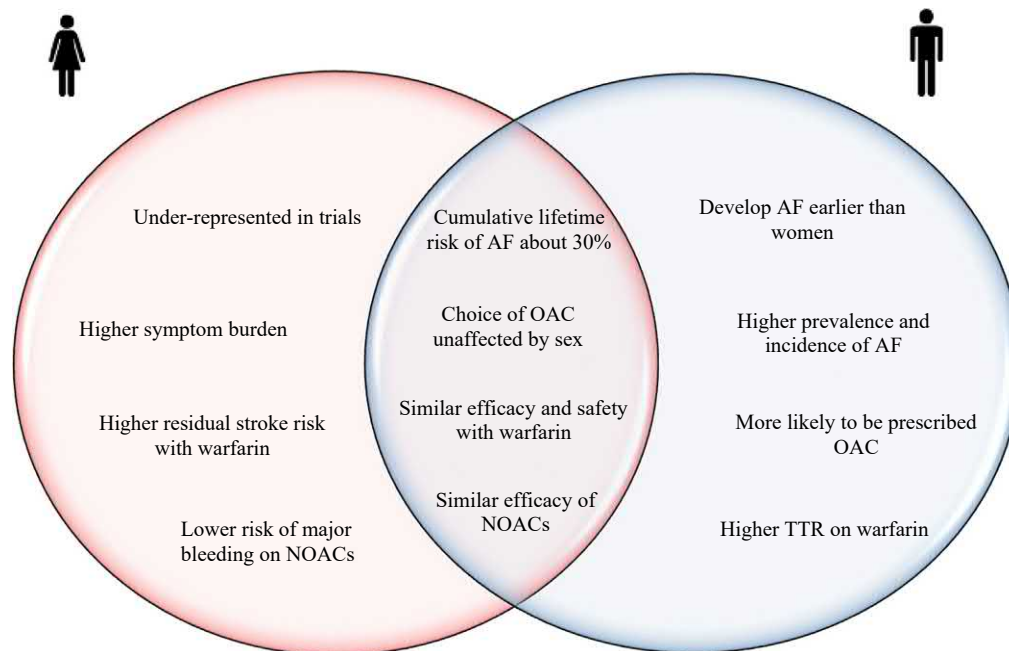 Under-represented in trials
Higher symptom burden
Higher residual stroke risk
with warfarin
Lower risk of major
bleeding on NOACs
Cumulative lifetime
risk of AF about 30%
Choice of OAC
unaffected by sex
Similar efficacy and safety
with warfarin
Similar efficacy of
NOACs
Develop AF earlier than
women
Higher prevalence and
incidence of AF
More likely to be prescribed
OAC
Higher TTR on warfarin